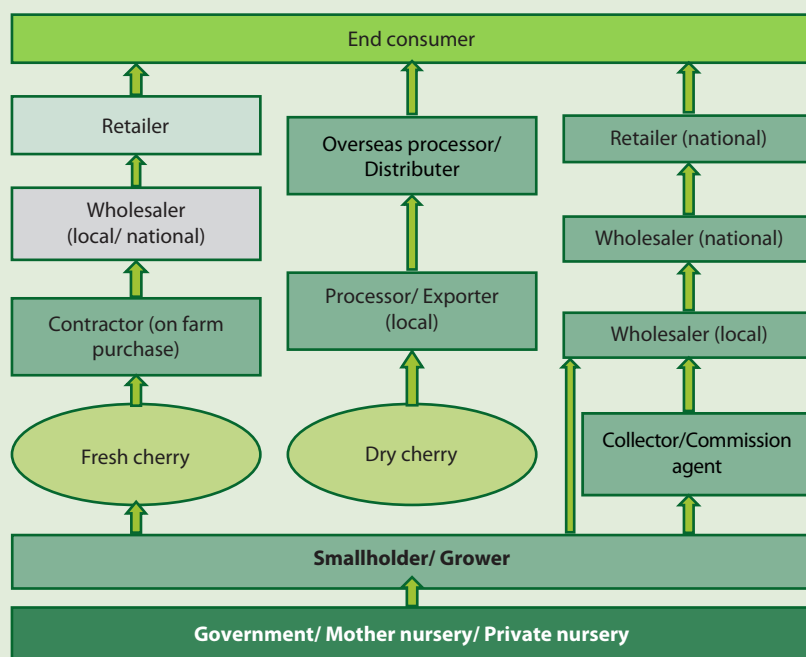 End consumer
Retailer
Overseas processor/
Distributer
Retailer (national)
Wholesaler
(local/ national)
Wholesaler (national)
Contractor (on farm
purchase)
Processor/ Exporter
(local)
Wholesaler (local)
Fresh cherry
Dry cherry
Collector/Commission
agent
Smallholder/ Grower
Government/ Mother nursery/ Private nursery